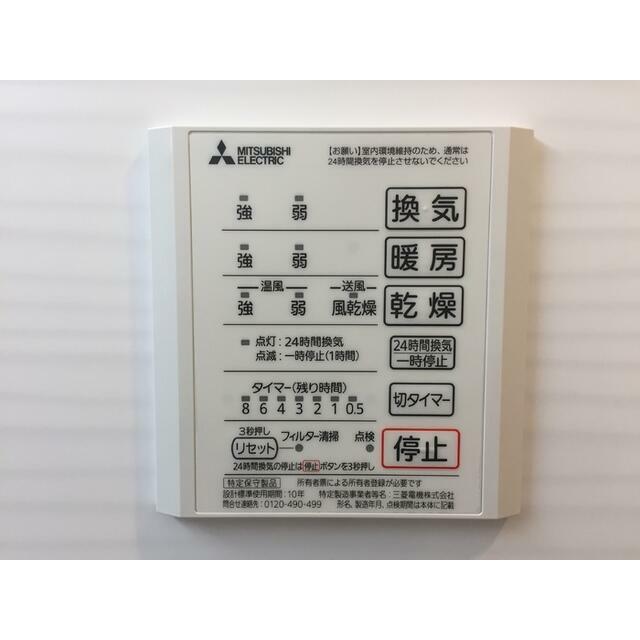 MITSUBISHI
ELECTRIC
【お願い】室内環境維持のため、通常は
24時間換気を停止させないでください
強 弱 換気
強 弱 暖房
温風 送風
強 弱 風乾燥 乾燥
点灯:24時間換気
点滅:一時停止(1時間)
24時間換気
一時停止
タイマー(残り時間)
8 6 4 3 2 1 0.5
切タイマー
3秒押し
リセット フィルター清掃 点検
停止
24時間換気の停止は停止ボタンを3秒押し
特定保守製品 所有者票による所有者登録が必要です
設計標準使用期間:10年 特定製造事業者等名:三菱電機株式会社
問合せ連絡先:0120-490-499 形名、製造年月、点検期間は本体に記載